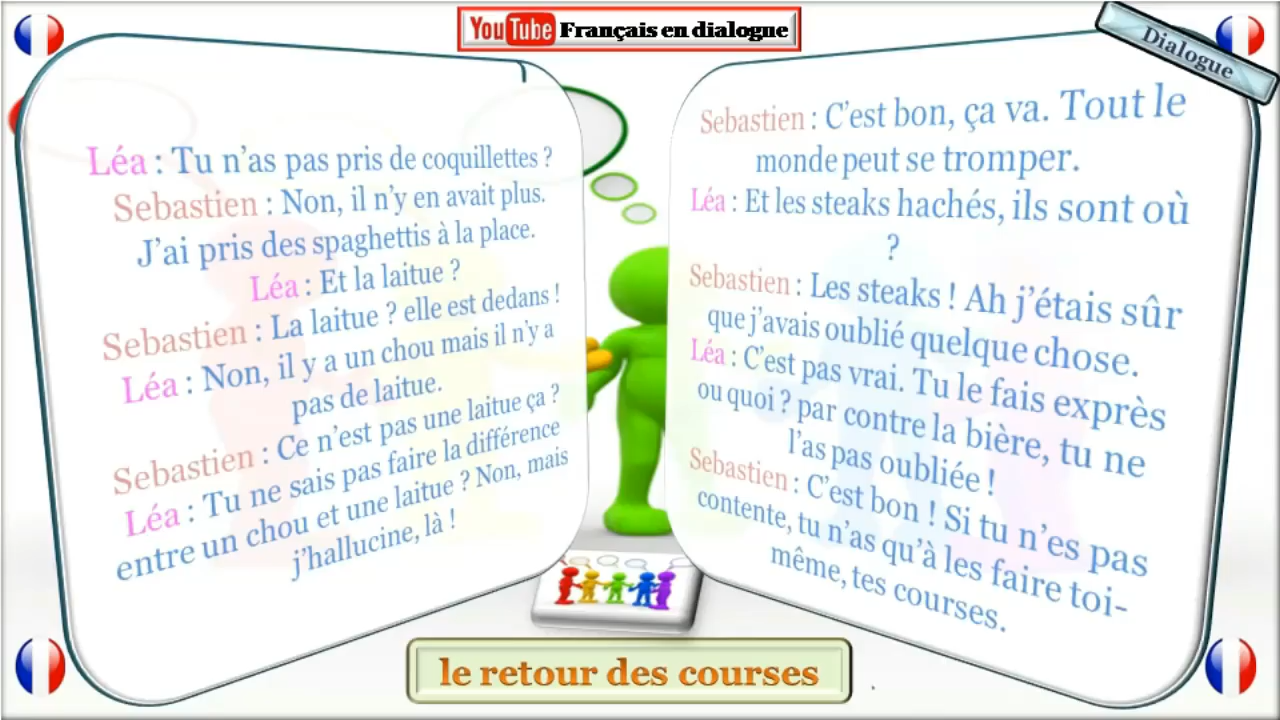 YouTube Français en dialogue
Dialogue
Léa : Tu n'as pas pris de coquillettes ?
Sebastien : Non, il n'y en avait plus.
J'ai pris des spaghettis à la place.
Léa : Et la laitue ?
Sebastien : La laitue ? elle est dedans !
Léa : Non, il y a un chou mais il n'y a
pas de laitue.
Sebastien : Ce n'est pas une laitue ça ?
Léa : Tu ne sais pas faire la différence
entre un chou et une laitue ? Non, mais
j'hallucine, là !
Sebastien : C'est bon, ça va. Tout le
monde peut se tromper.
Léa : Et les steaks hachés, ils sont où
?
Sebastien : Les steaks ! Ah j'étais sûr
que j'avais oublié quelque chose.
Léa : C'est pas vrai. Tu le fais exprès
ou quoi ? par contre la bière, tu ne
l'as pas oubliée !
Sebastien : C'est bon ! Si tu n'es pas
contente, tu n'as qu'à les faire toi-
même, tes courses.
le retour des courses